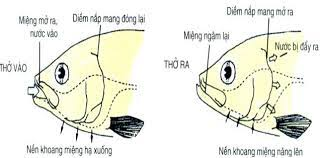 Miệng mở ra,
nước vào
Diềm nắp mang đóng lại
THỞ VÀO
Nền khoang miệng hạ xuống
Diềm nắp mang mở ra
Miệng ngậm lại
Nước bị đẩy
ra
THỞ RA
Nền khoang miệng nâng lên